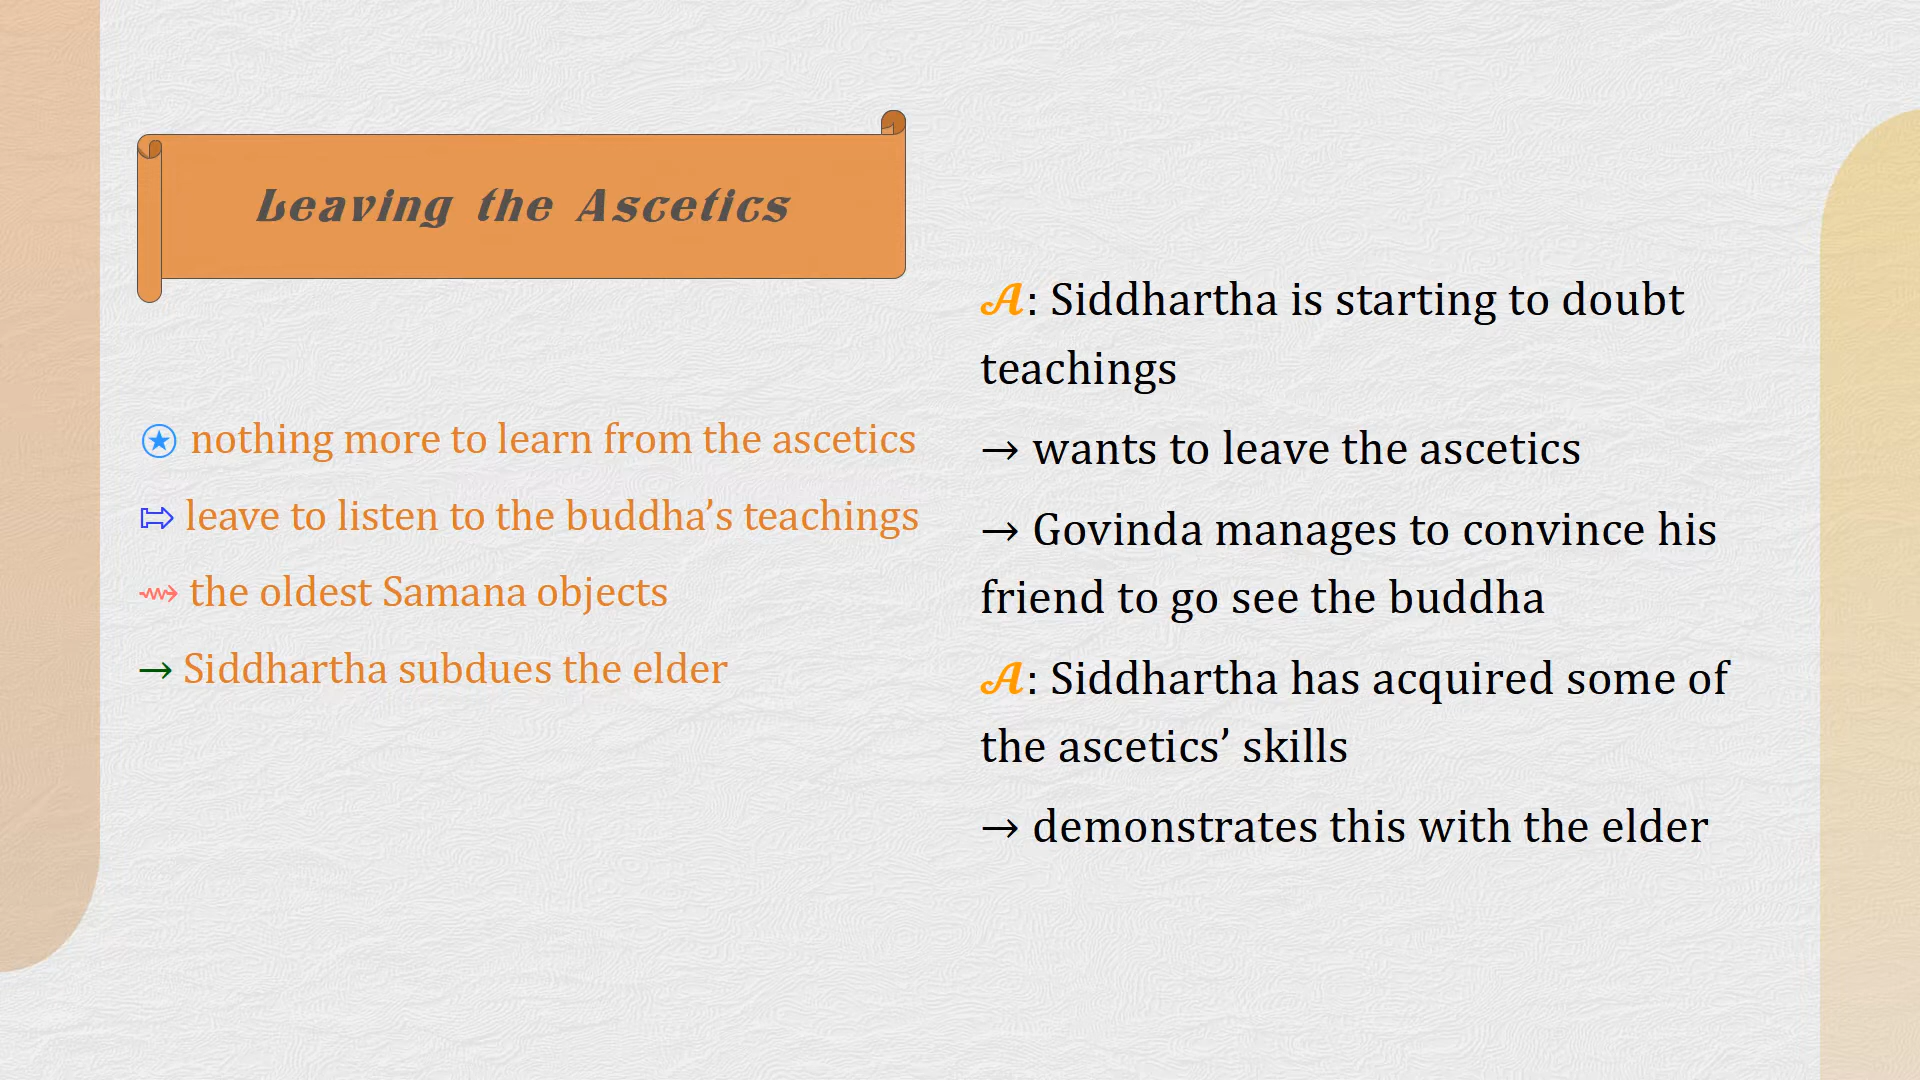 Leaving the Ascetics
nothing more to learn from the ascetics
⇰ leave to listen to the buddha’s teachings
⇝ the oldest Samana objects
→ Siddhartha subdues the elder
A: Siddhartha is starting to doubt
teachings
→ wants to leave the ascetics
→ Govinda manages to convince his
friend to go see the buddha
A: Siddhartha has acquired some of
the ascetics’ skills
→ demonstrates this with the elder